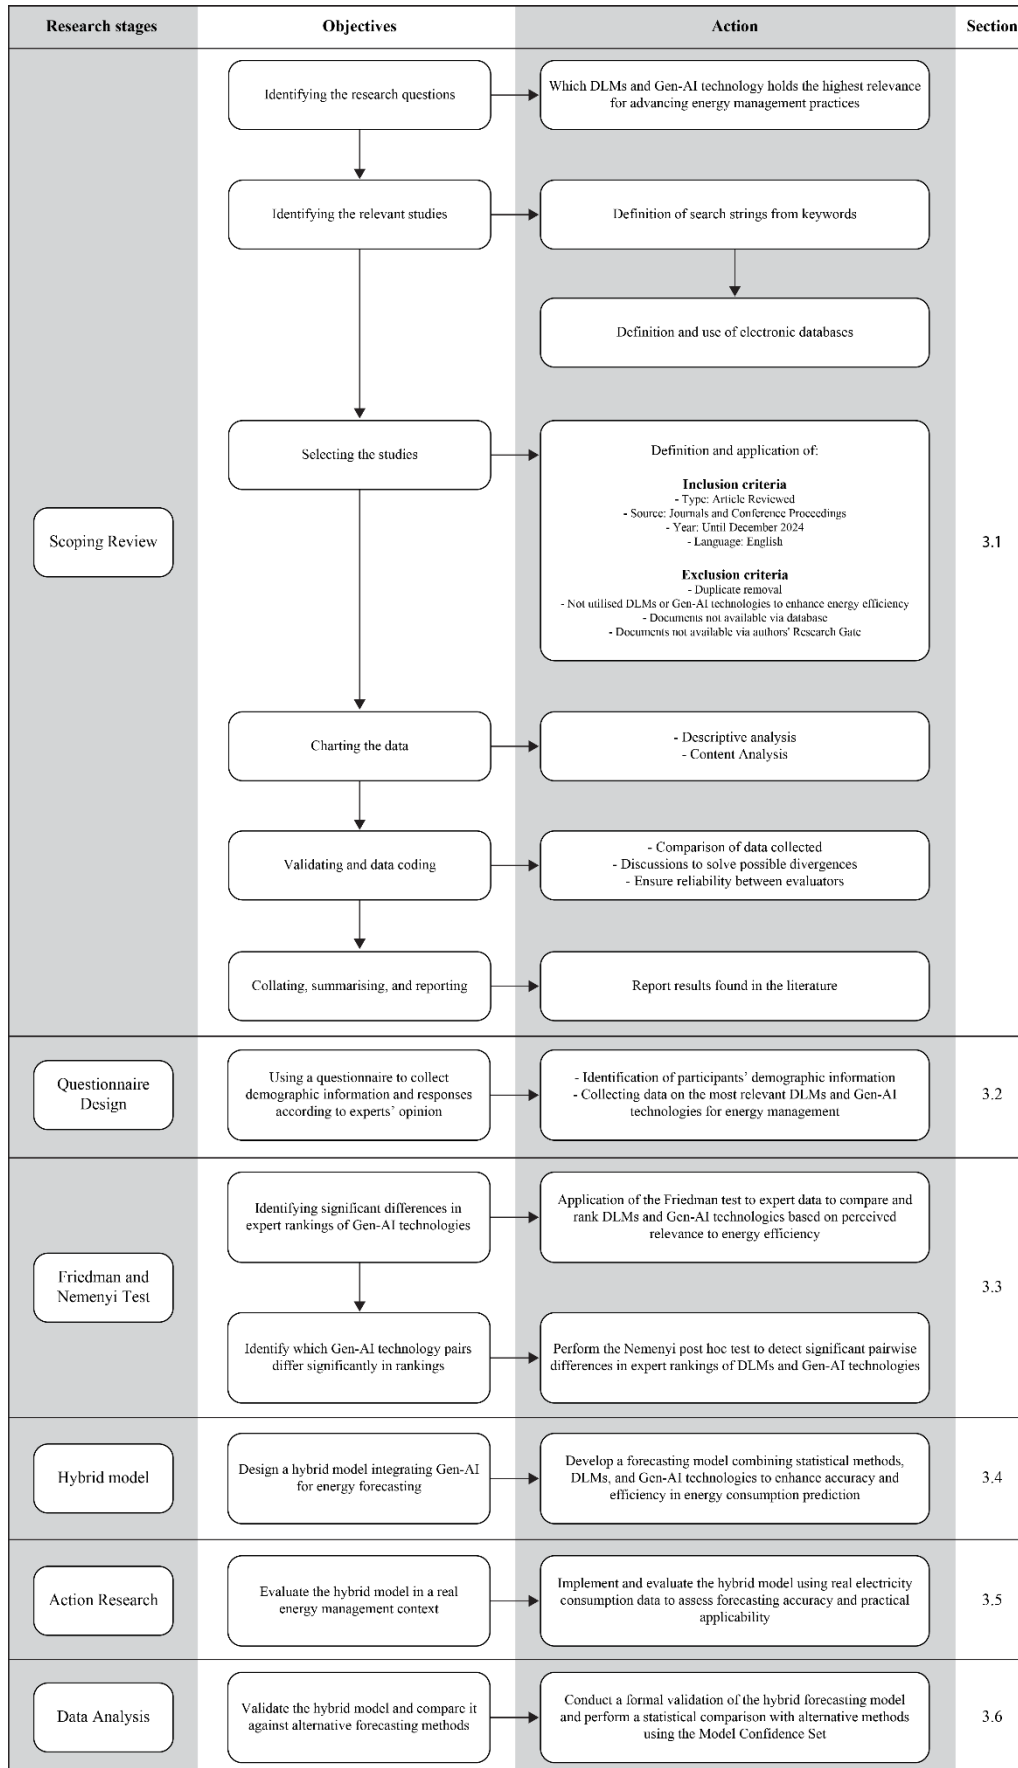 Research stages
Objectives
Action
Section
Scoping Review
Identifying the research questions
Which DLMs and Gen-AI technology holds the highest relevance
for advancing energy management practices
Identifying the relevant studies
Definition of search strings from keywords
Definition and use of electronic databases
Selecting the studies
Definition and application of:
Inclusion criteria
- Type: Article Reviewed
- Source: Journals and Conference Proceedings
- Year: Until December 2024
- Language: English
Exclusion criteria
- Duplicate removal
- Not utilised DLMs or Gen-AI technologies to enhance energy efficiency
- Documents not available via database
- Documents not available via authors' Research Gate
3.1
Charting the data
- Descriptive analysis
- Content Analysis
Validating and data coding
- Comparison of data collected
- Discussions to solve possible divergences
- Ensure reliability between evaluators
Collating, summarising, and reporting
Report results found in the literature
Questionnaire
Design
Using a questionnaire to collect
demographic information and responses
according to experts' opinion
- Identification of participants' demographic information
- Collecting data on the most relevant DLMs and Gen-AI
technologies for energy management
3.2
Friedman and
Nemenyi Test
Identifying significant differences in
expert rankings of Gen-AI technologies
Application of the Friedman test to expert data to compare and
rank DLMs and Gen-AI technologies based on perceived
relevance to energy efficiency
Identify which Gen-AI technology pairs
differ significantly in rankings
Perform the Nemenyi post hoc test to detect significant pairwise
differences in expert rankings of DLMs and Gen-AI technologies
3.3
Hybrid model
Design a hybrid model integrating Gen-AI
for energy forecasting
Develop a forecasting model combining statistical methods,
DLMs, and Gen-AI technologies to enhance accuracy and
efficiency in energy consumption prediction
3.4
Action Research
Evaluate the hybrid model in a real
energy management context
Implement and evaluate the hybrid model using real electricity
consumption data to assess forecasting accuracy and practical
applicability
3.5
Data Analysis
Validate the hybrid model and compare it
against alternative forecasting methods
Conduct a formal validation of the hybrid forecasting model
and perform a statistical comparison with alternative methods
using the Model Confidence Set
3.6